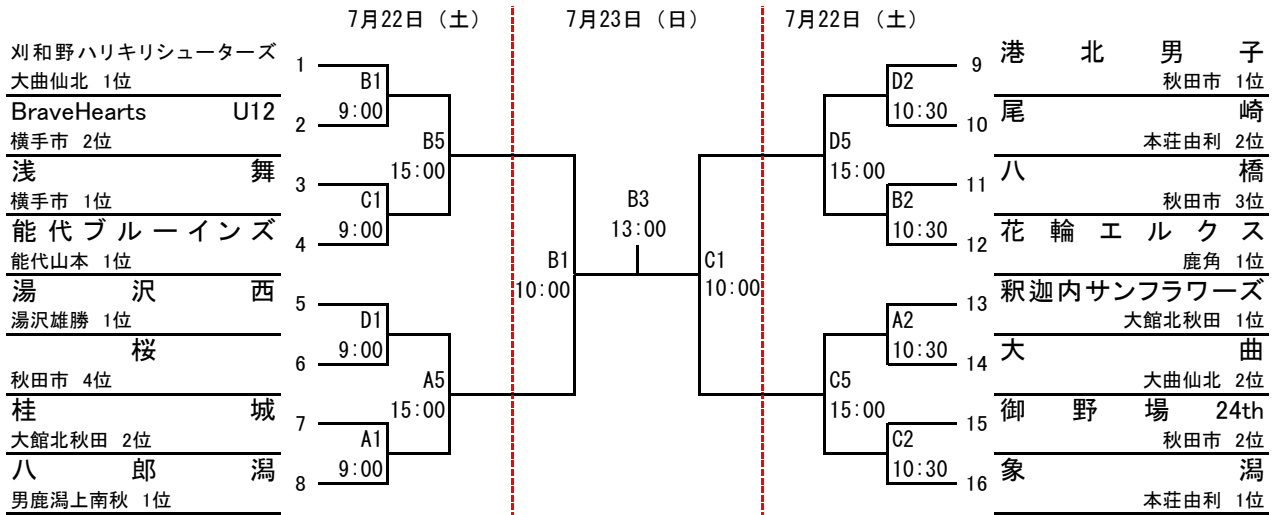 7月22日（土）
7月23日（日）
7月22日（土）
刈和野ハリキリシューターズ
大曲仙北 1位
1
BraveHearts U12
横手市 2位
2
B1
9:00
浅舞
横手市 1位
3
能代ブルーインズ
能代山本 1位
4
C1
9:00
B5
15:00
湯沢西
湯沢雄勝 1位
5
桜
秋田市 4位
6
D1
9:00
桂城
大館北秋田 2位
7
八郎潟
男鹿潟上南秋 1位
8
A1
9:00
A5
15:00
B1
10:00
B3
13:00
C1
10:00
D5
15:00
D2
10:30
9
港北男子
秋田市 1位
10
尾崎
本荘由利 2位
B2
10:30
11
八橋
秋田市 3位
12
花輪エルクス
鹿角 1位
C5
15:00
A2
10:30
13
釈迦内サンフラワーズ
大館北秋田 1位
14
大曲
大曲仙北 2位
C2
10:30
15
御野場24th
秋田市 2位
16
象潟
本荘由利 1位